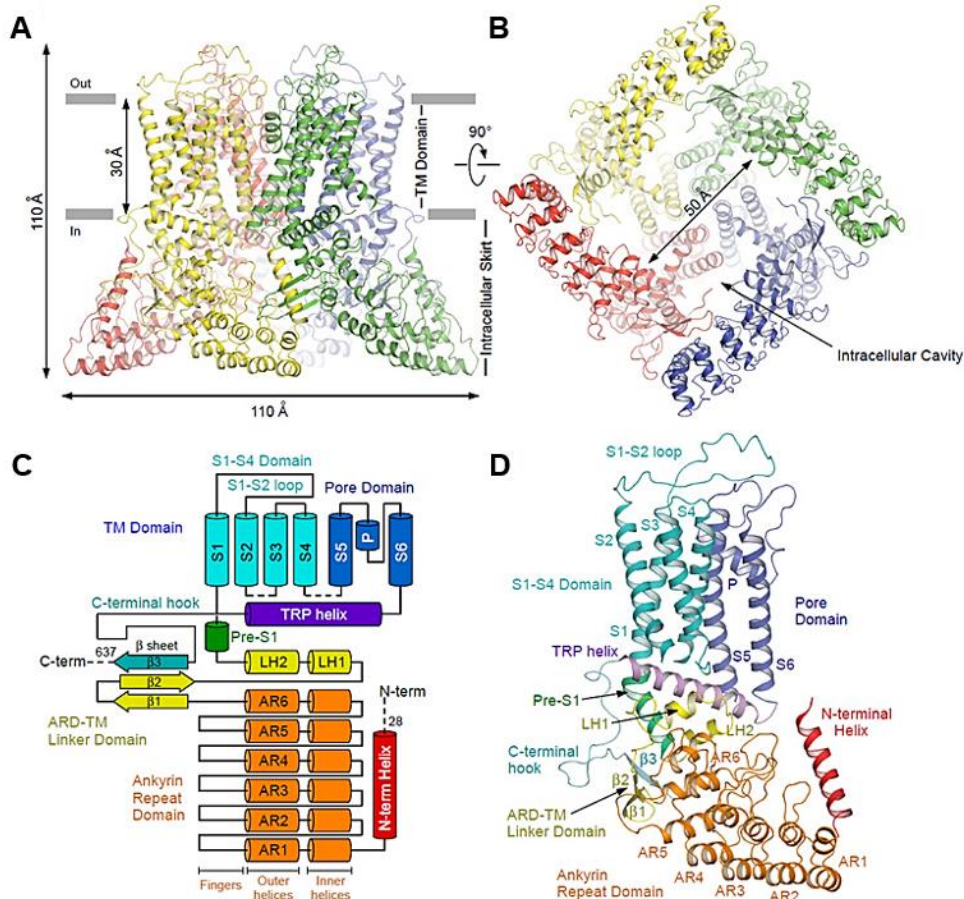 A
Out
30 Å
110 Å
In
TM Domain
Intracellular Skirt
110 Å
90°
B
50 Å
Intracellular Cavity
C
S1-S4 Domain
S1-S2 loop
Pore Domain
TM Domain
S1
S2
S3
S4
S5
P
S6
C-terminal hook
TRP helix
Pre-S1
β sheet
637
C-term
β3
LH2
LH1
β2
β1
N-term
28
ARD-TM
Linker Domain
AR6
AR5
AR4
AR3
AR2
AR1
N-term Helix
Ankyrin
Repeat
Domain
Fingers
Outer
helices
Inner
helices
D
S1-S2 loop
S4
S3
S2
S1-S4 Domain
P
Pore
Domain
S1
TRP helix
S5
S6
Pre-S1
LH1
LH2
N-terminal
Helix
C-terminal
hook
β3
AR6
β2
β1
ARD-TM
Linker Domain
AR5
AR4
AR3
AR2
AR1
Ankyrin
Repeat Domain